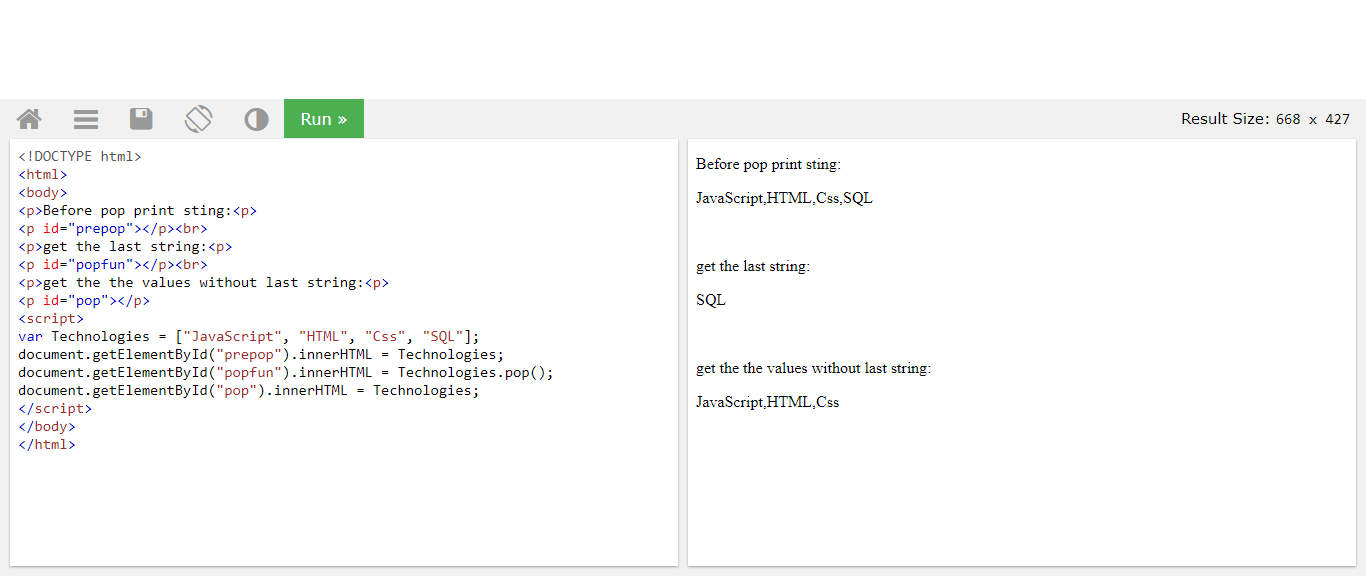 Run »
Result Size: 668 x 427
<!DOCTYPE html>
<html>
<body>
<p>Before pop print sting:<p>
<p id="prepop"></p><br>
<p>get the last string:<p>
<p id="popfun"></p><br>
<p>get the the values without last string:<p>
<p id="pop"></p>
<script>
var Technologies = ["JavaScript", "HTML", "Css", "SQL"];
document.getElementById("prepop").innerHTML = Technologies;
document.getElementById("popfun").innerHTML = Technologies.pop();
document.getElementById("pop").innerHTML = Technologies;
</script>
</body>
</html>
Before pop print sting:
JavaScript,HTML,Css,SQL
get the last string:
SQL
get the the values without last string:
JavaScript,HTML,Css